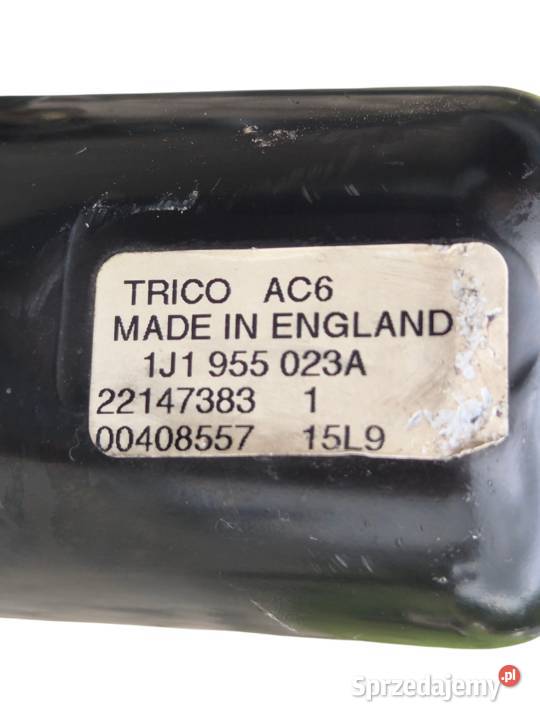 TRICO AC6
MADE IN ENGLAND
1J1 955 023A
22147383 1
00408557 15L9
Sprzedajemy.pl